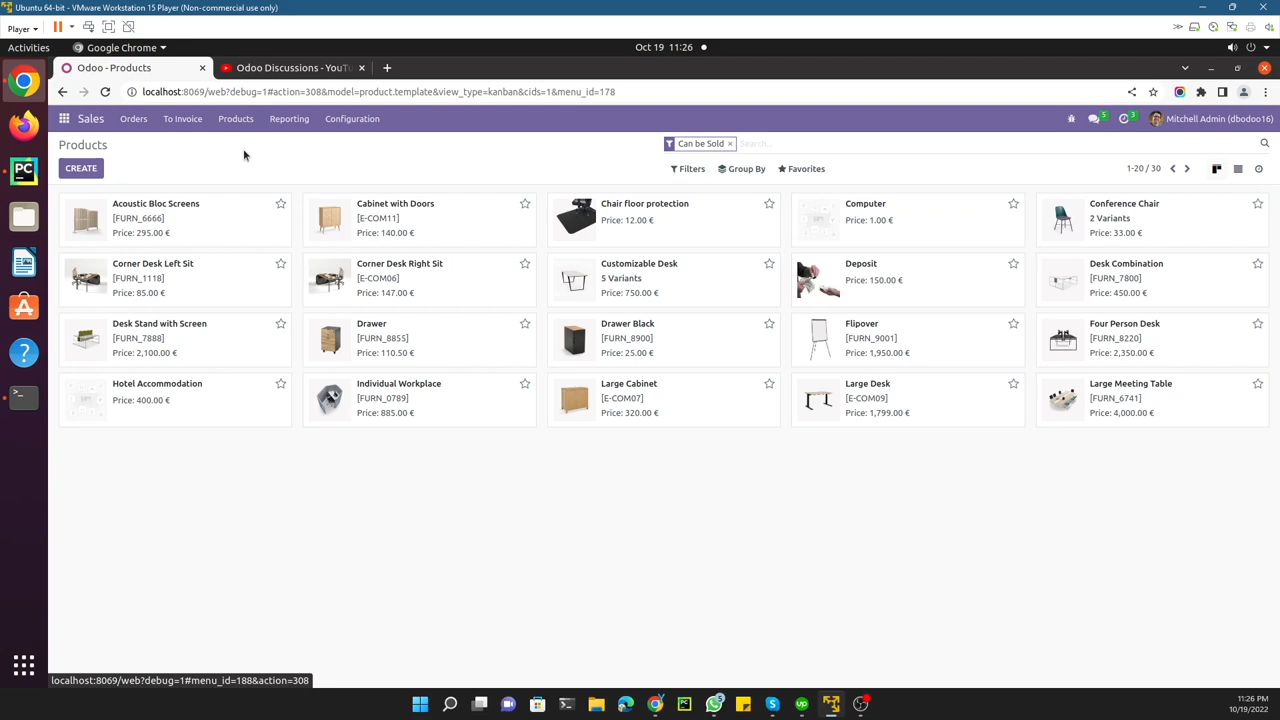 Ubuntu 64-bit - VMware Workstation 15 Player (Non-commercial use only)
Player
Activities
Google Chrome
Oct 19 11:26
Odoo - Products
Odoo Discussions - YouTu
localhost:8069/web?debug=1#action=308&model=product.template&view_type=kanban&cids=1&menu_id=178
Sales
Orders
To Invoice
Products
Reporting
Configuration
5
3
Mitchell Admin (dbodoo16)
Products
Can be Sold
Search...
CREATE
Filters
Group By
Favorites
1-20 / 30
Acoustic Bloc Screens
[FURN_6666]
Price: 295.00 €
Cabinet with Doors
[E-COM11]
Price: 140.00 €
Chair floor protection
Price: 12.00 €
Computer
Price: 1.00 €
Conference Chair
2 Variants
Price: 33.00 €
Corner Desk Left Sit
[FURN_1118]
Price: 85.00 €
Corner Desk Right Sit
[E-COM06]
Price: 147.00 €
Customizable Desk
5 Variants
Price: 750.00 €
Deposit
Price: 150.00 €
Desk Combination
[FURN_7800]
Price: 450.00 €
Desk Stand with Screen
[FURN_7888]
Price: 2,100.00 €
Drawer
[FURN_8855]
Price: 110.50 €
Drawer Black
[FURN_8900]
Price: 25.00 €
Flipover
[FURN_9001]
Price: 1,950.00 €
Four Person Desk
[FURN_8220]
Price: 2,350.00 €
Hotel Accommodation
Price: 400.00 €
Individual Workplace
[FURN_0789]
Price: 885.00 €
Large Cabinet
[E-COM07]
Price: 320.00 €
Large Desk
[E-COM09]
Price: 1,799.00 €
Large Meeting Table
[FURN_6741]
Price: 4,000.00 €
localhost:8069/web?debug=1#menu_id=188&action=308
11:26 PM
10/19/2022